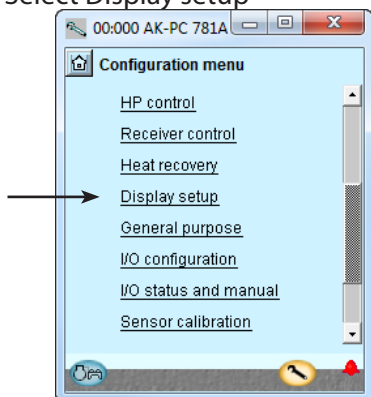 Select Display setup
00:000 AK-PC 781A
Configuration menu
HP control
Receiver control
Heat recovery
Display setup
General purpose
I/O configuration
I/O status and manual
Sensor calibration